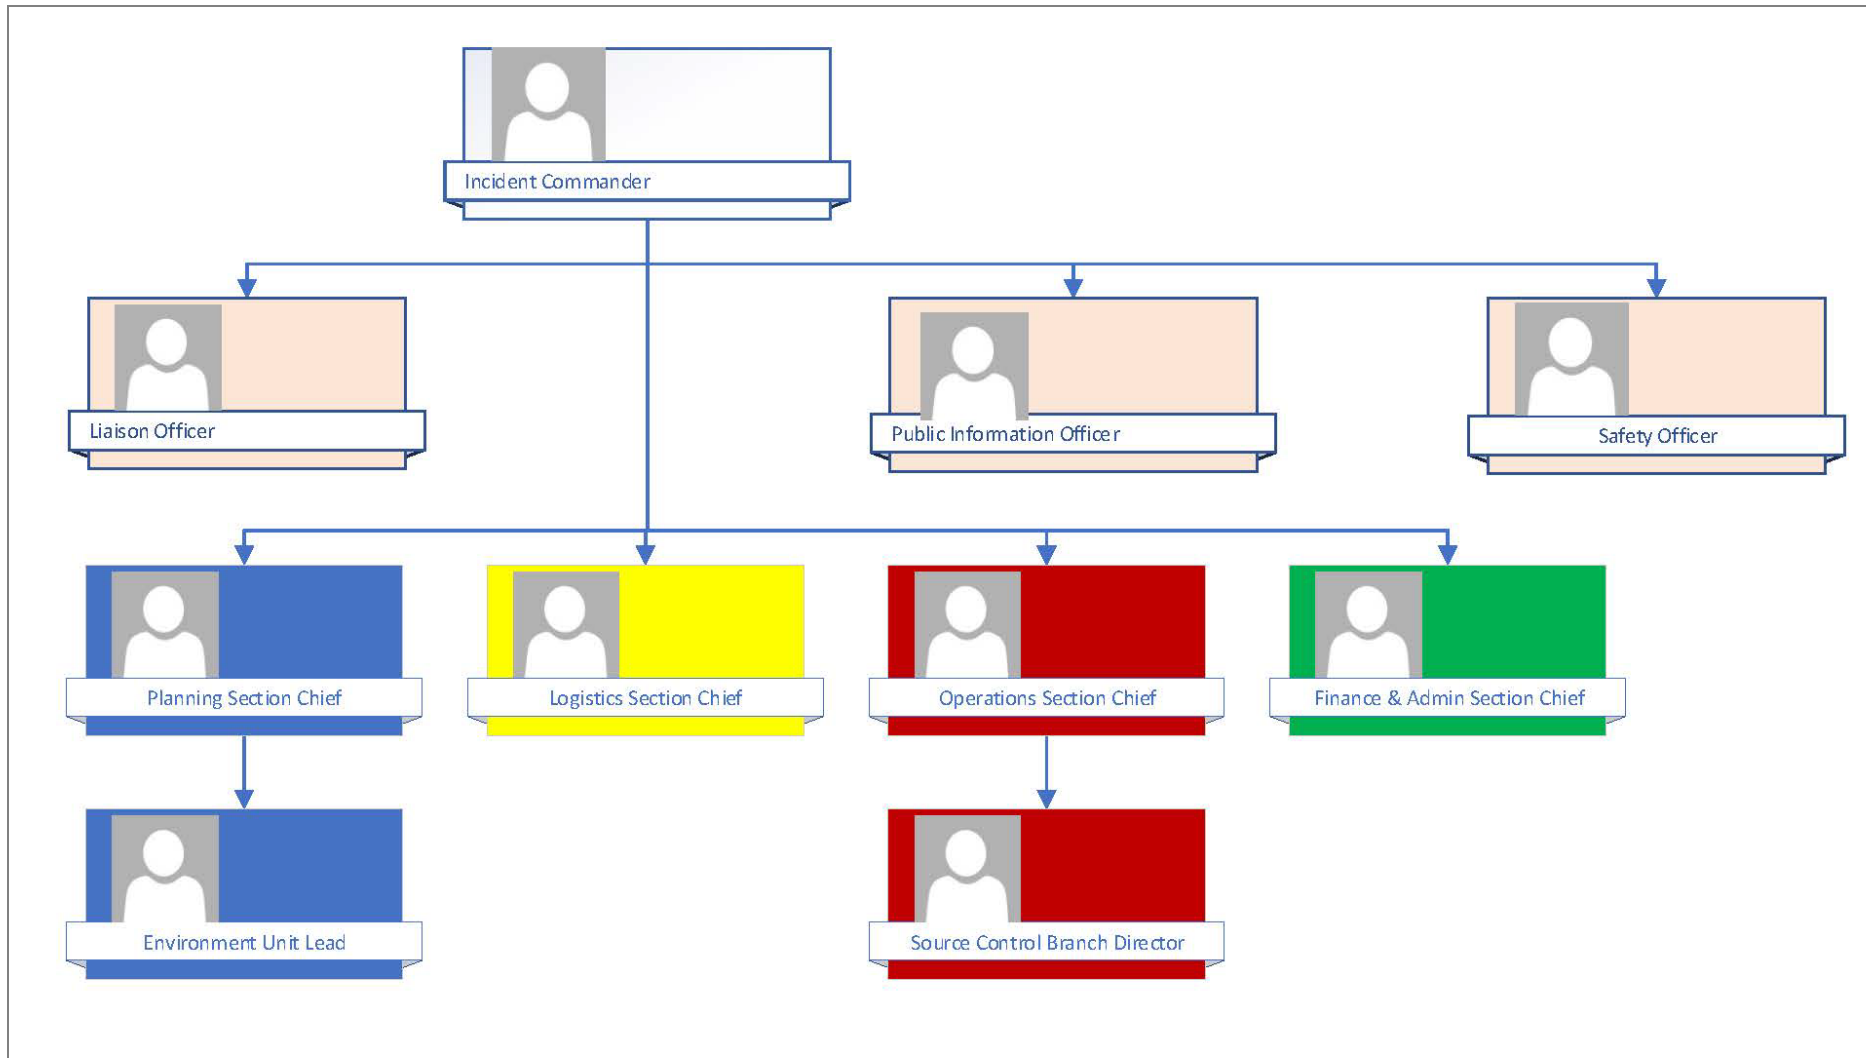 Incident Commander
Liaison Officer
Public Information Officer
Safety Officer
Planning Section Chief
Logistics Section Chief
Operations Section Chief
Finance & Admin Section Chief
Environment Unit Lead
Source Control Branch Director